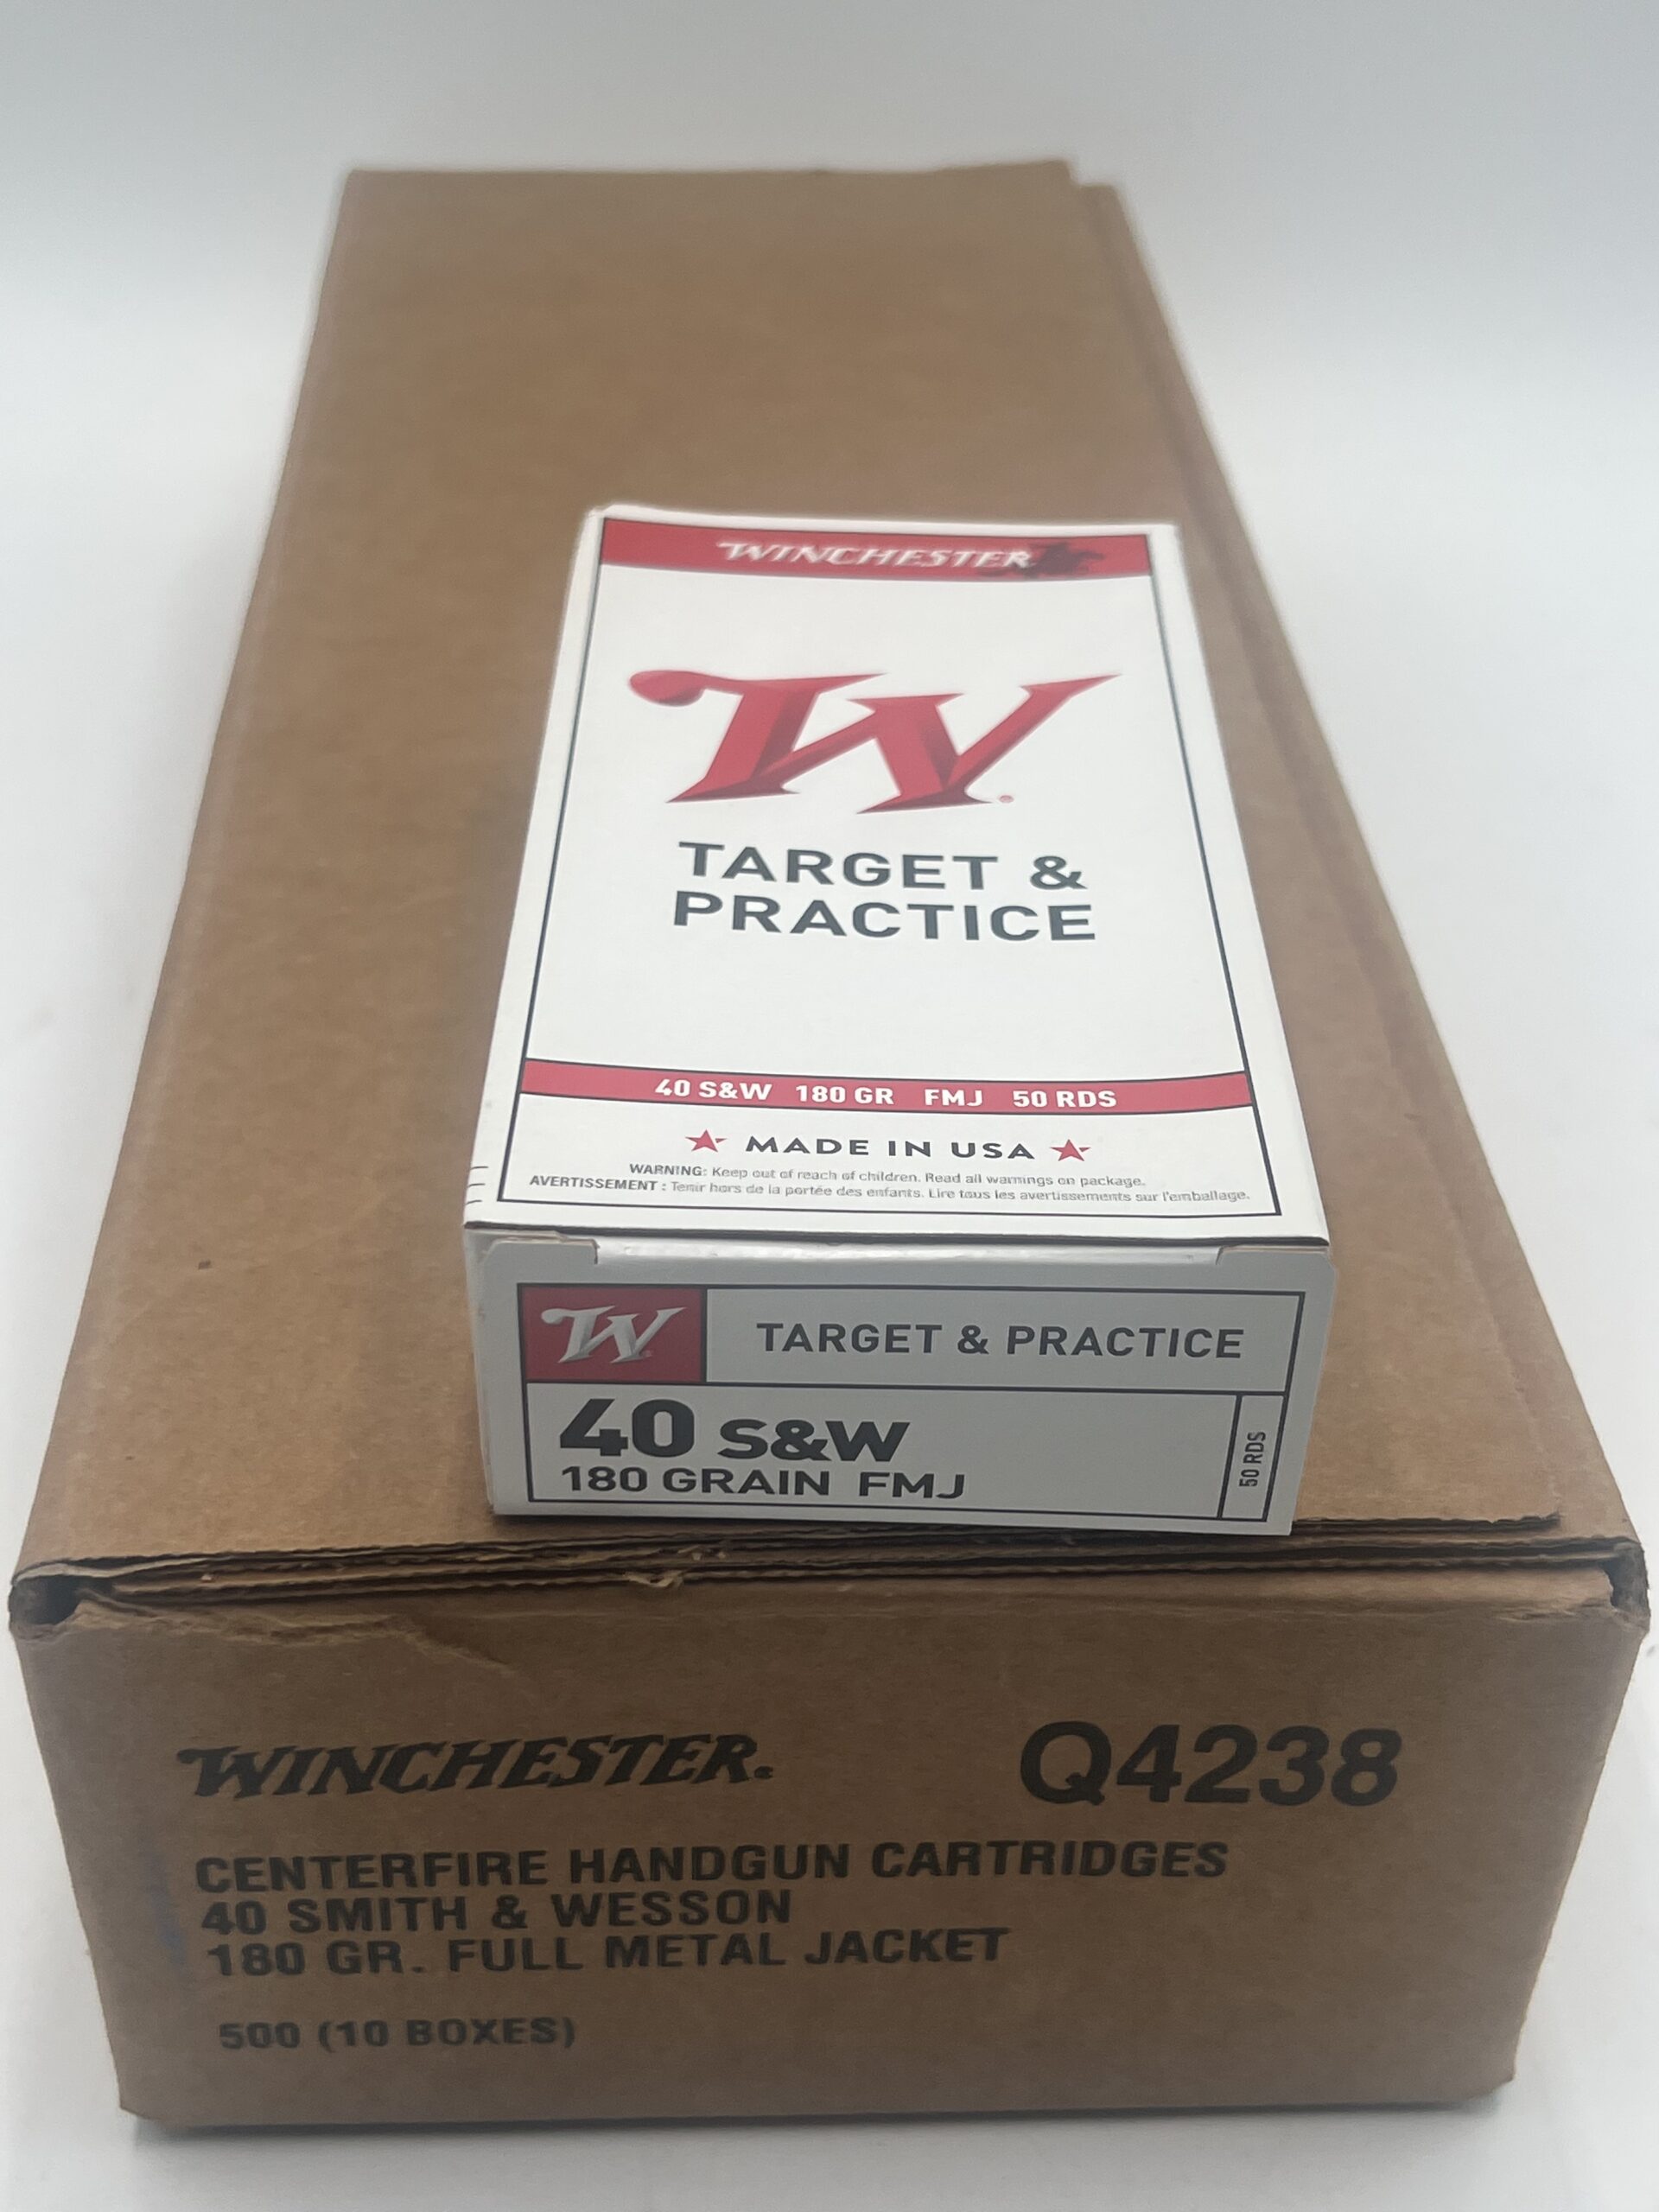 WINCHESTER
W
TARGET &
PRACTICE
40 S&W 180 GR FMJ 50 RDS
★ MADE IN USA ★
WARNING: Keep out of reach of children. Read all warnings on package.
AVERTISSEMENT : Tenir hors de la portée des enfants. Lire tous les avertissements sur l'emballage.
W
TARGET & PRACTICE
40 S&W
180 GRAIN FMJ
50 RDS
WINCHESTER®
Q4238
CENTERFIRE HANDGUN CARTRIDGES
40 SMITH & WESSON
180 GR. FULL METAL JACKET
500 (10 BOXES)